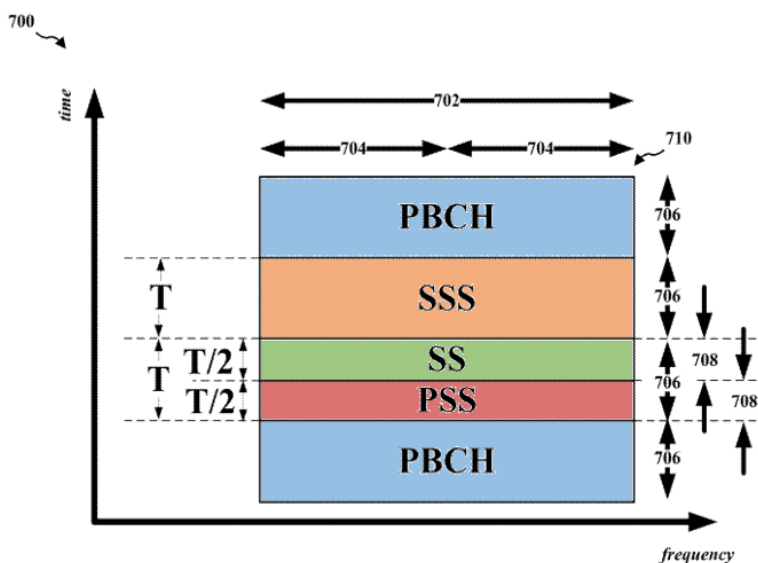 700
time
702
704 704
710
PBCH
706
T
SSS
706
T
T/2
SS
706
708
T/2
PSS
708
PBCH
706
frequency